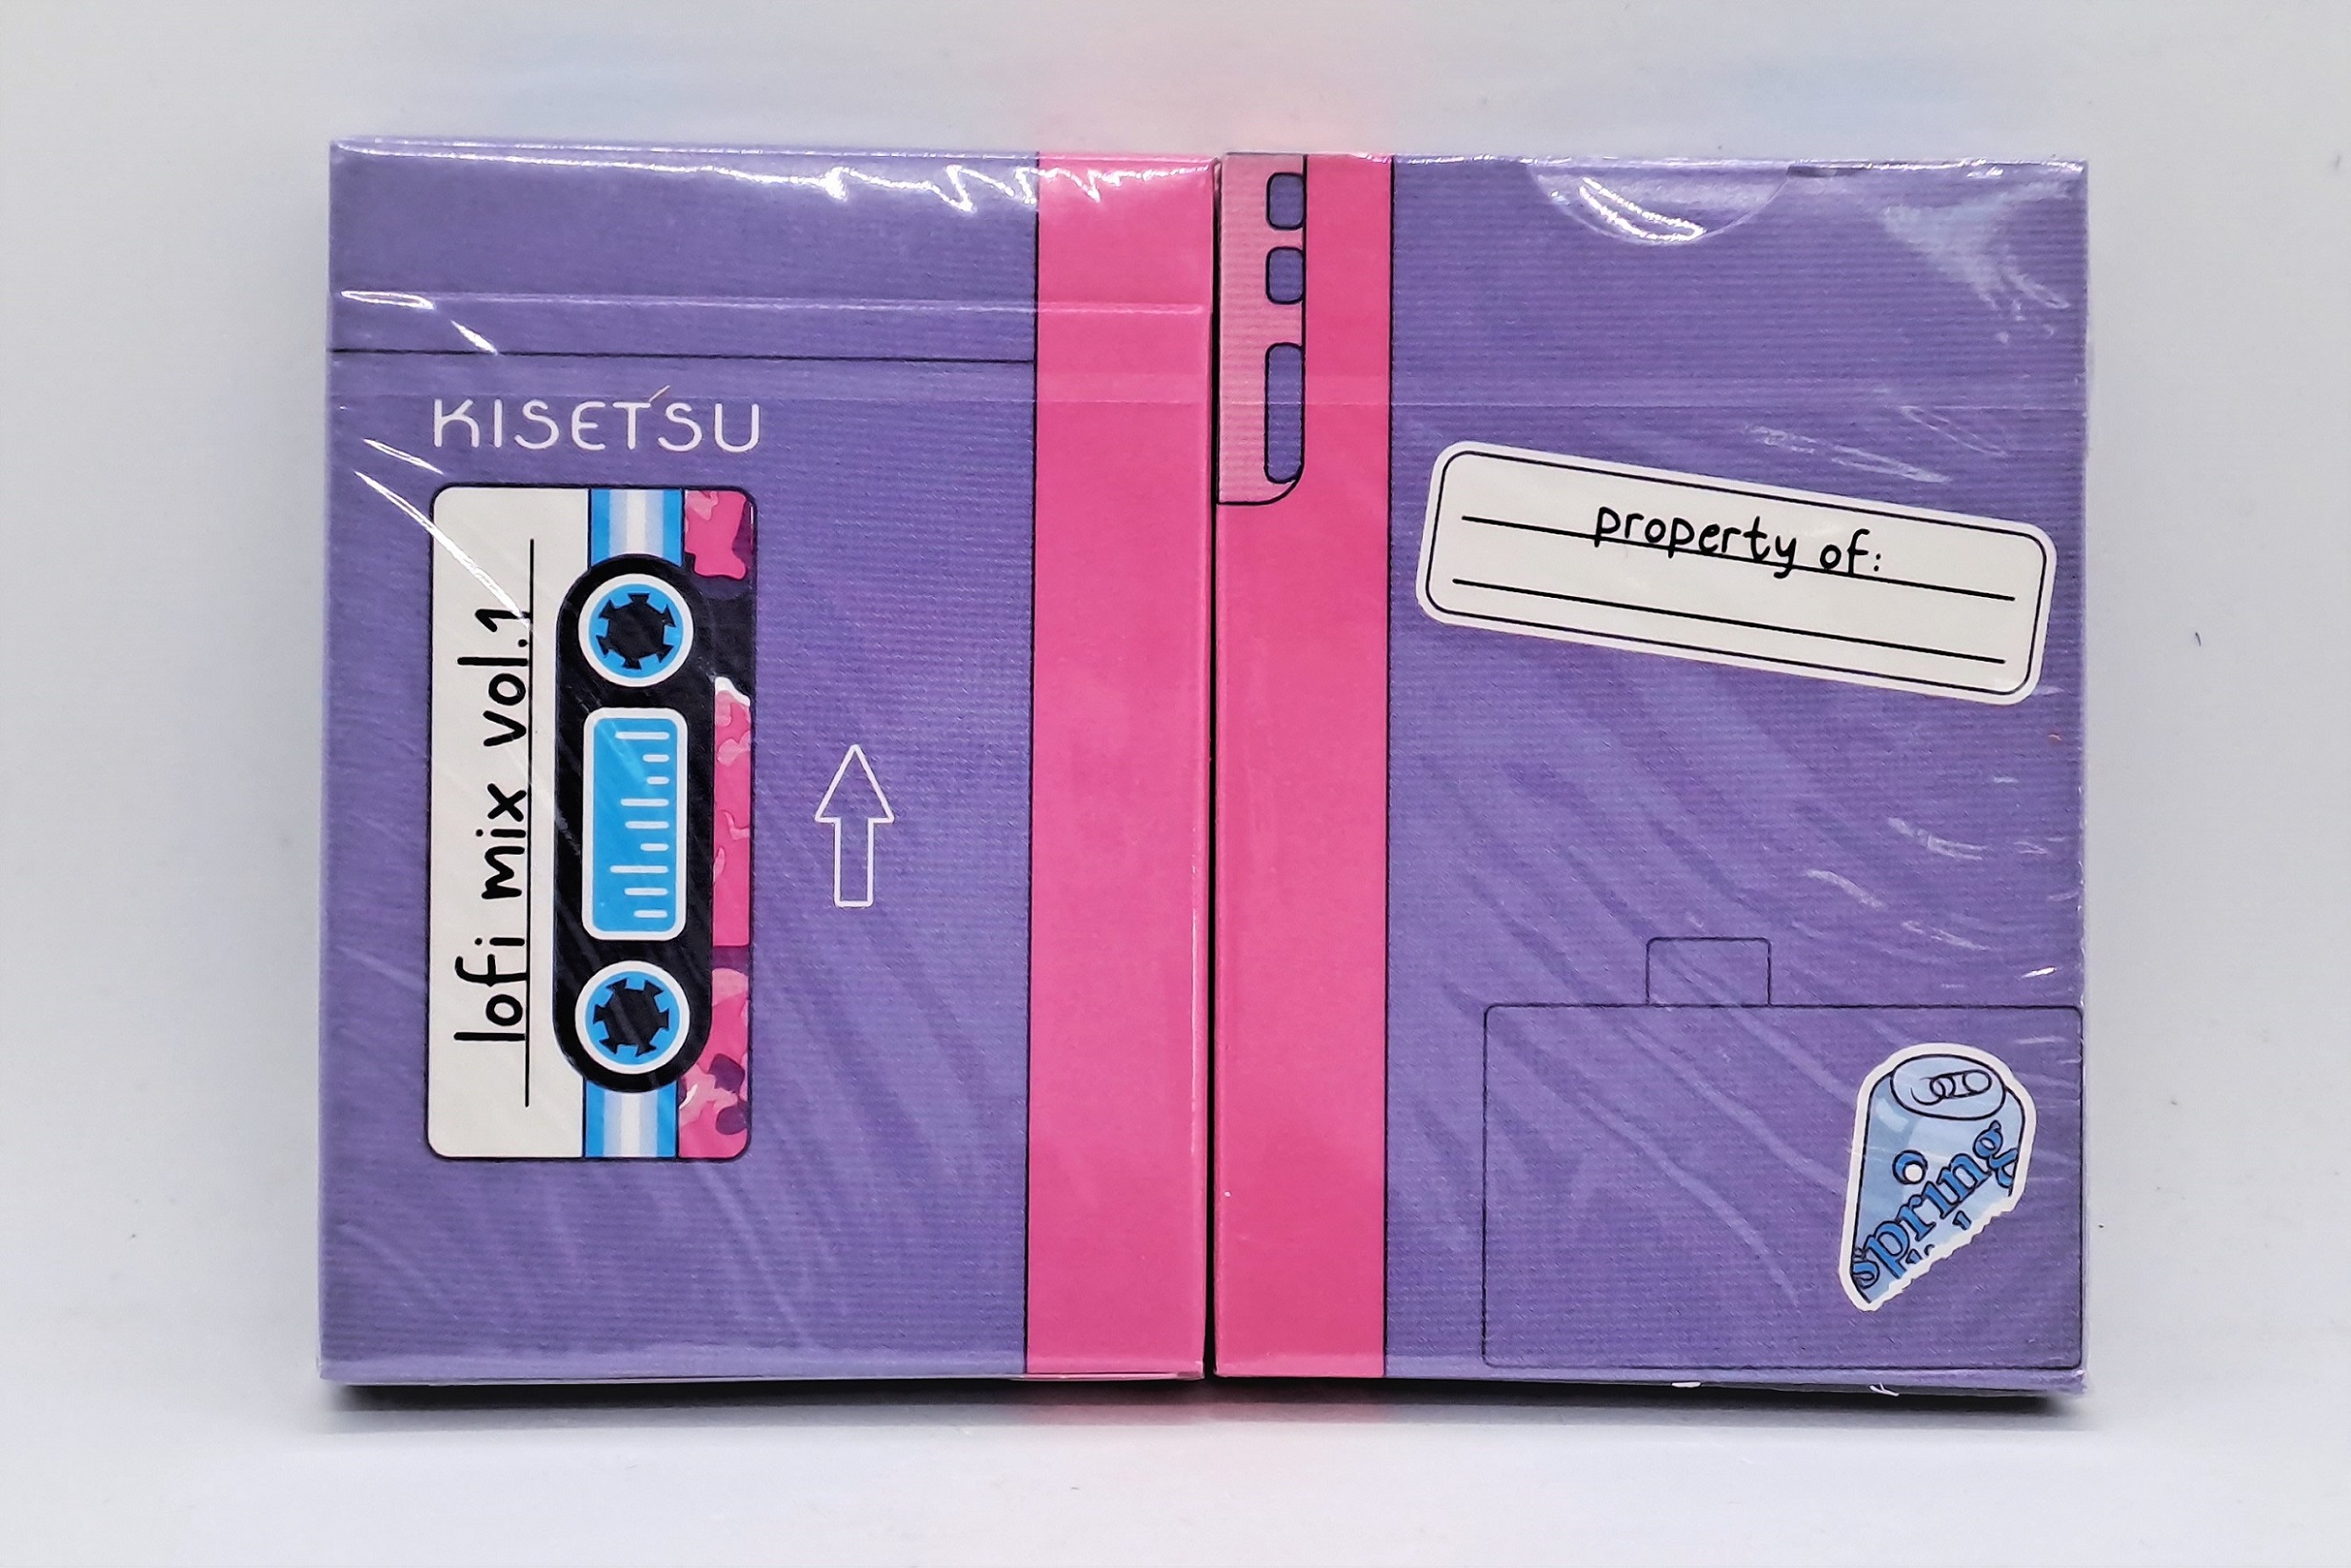 KISETSU
lofi mix vol.1
property of:
spring